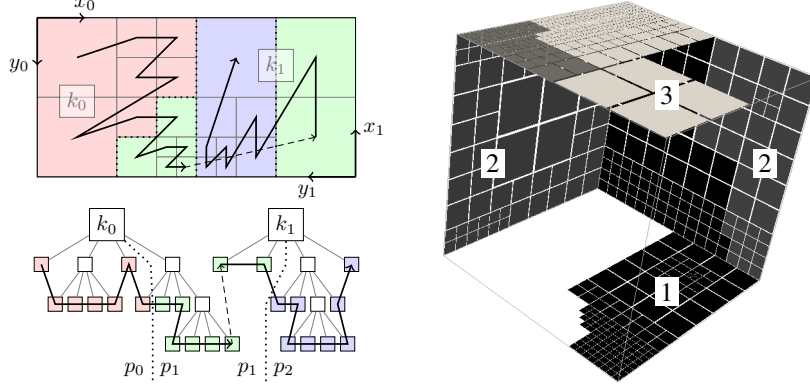 x₀
y₀
k₀
k₁
x₁
y₁
k₀
k₁
p₀ p₁
p₁ p₂
3
2
2
1